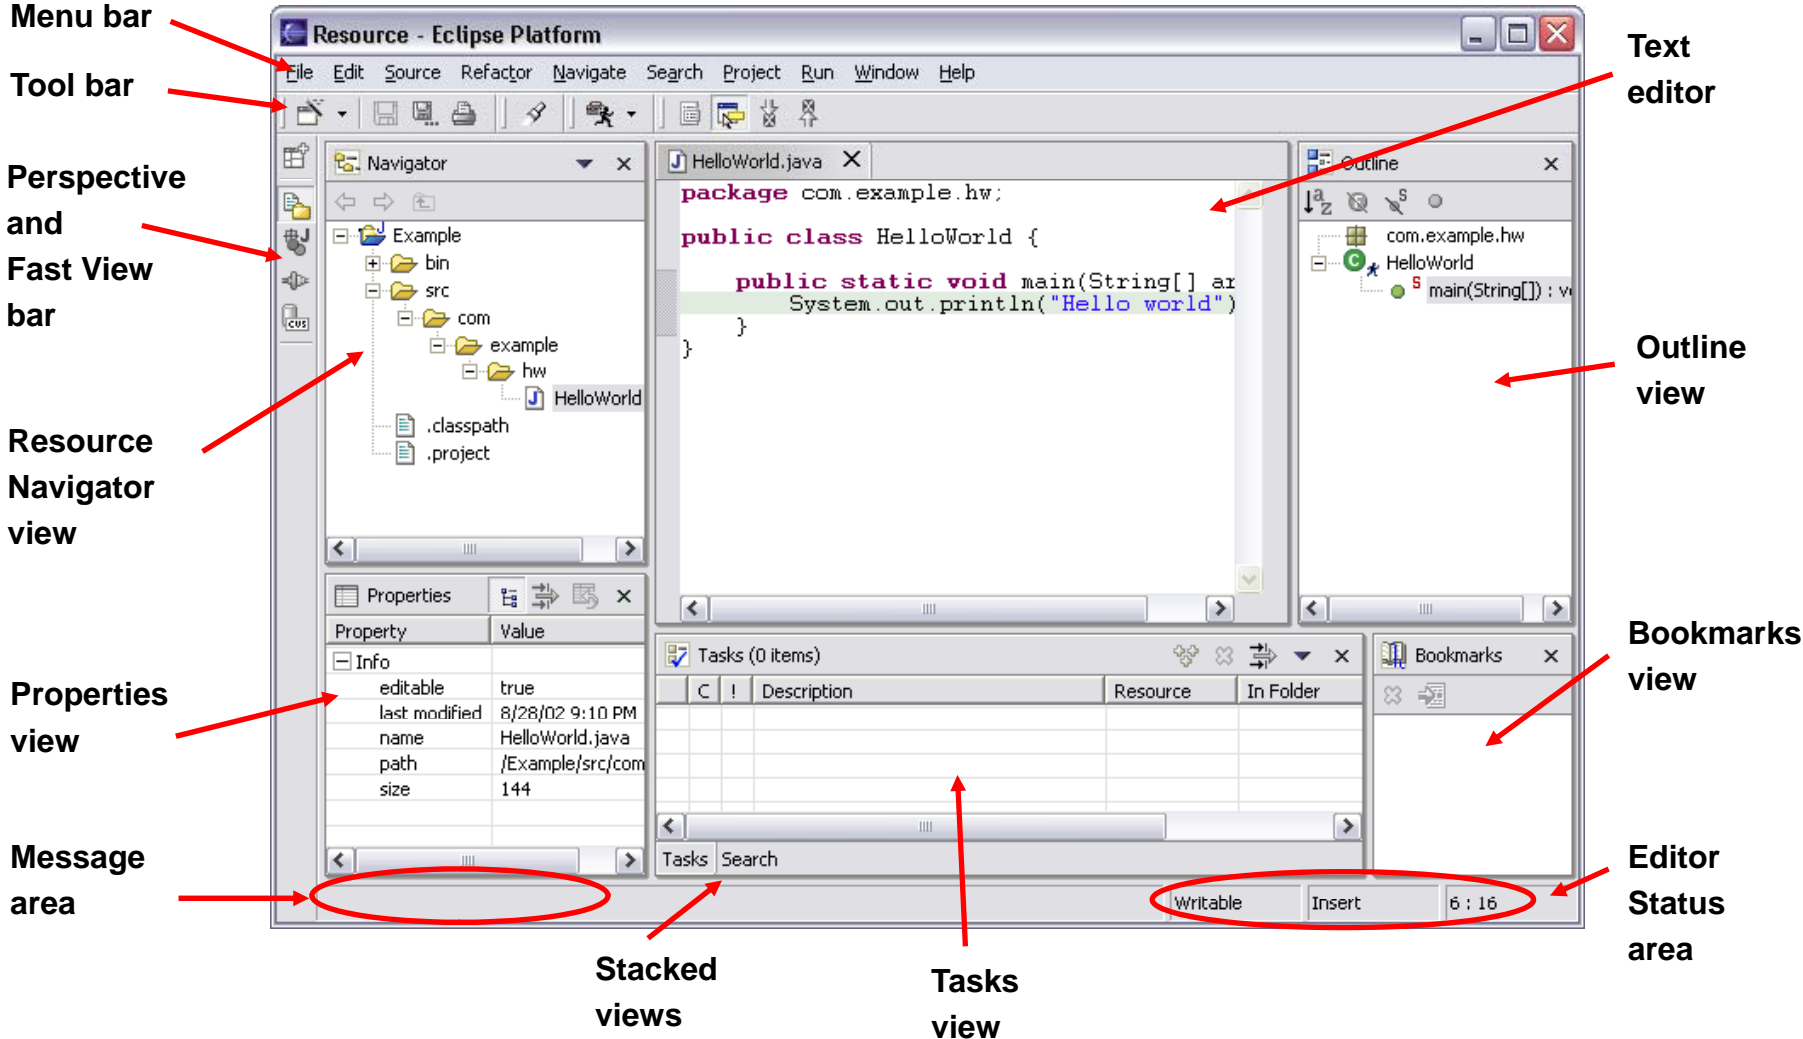 Menu bar
Tool bar
Perspective
and
Fast View
bar
Resource
Navigator
view
Properties
view
Message
area
Resource - Eclipse Platform
File Edit Source Refactor Navigate Search Project Run Window Help
Navigator
Example
bin
src
com
example
hw
HelloWorld
.classpath
.project
CVS
Properties
Property Value
Info
editable true
last modified 8/28/02 9:10 PM
name HelloWorld.java
path /Example/src/com
size 144
HelloWorld.java
package com.example.hw;
public class HelloWorld {
public static void main(String[] ar
System.out.println("Hello world")
}
}
Outline
com.example.hw
HelloWorld
main(String[]) : v
Tasks (0 items)
C ! Description Resource In Folder
Tasks Search
Bookmarks
Writable Insert 6 : 16
Text
editor
Outline
view
Bookmarks
view
Editor
Status
area
Stacked
views
Tasks
view